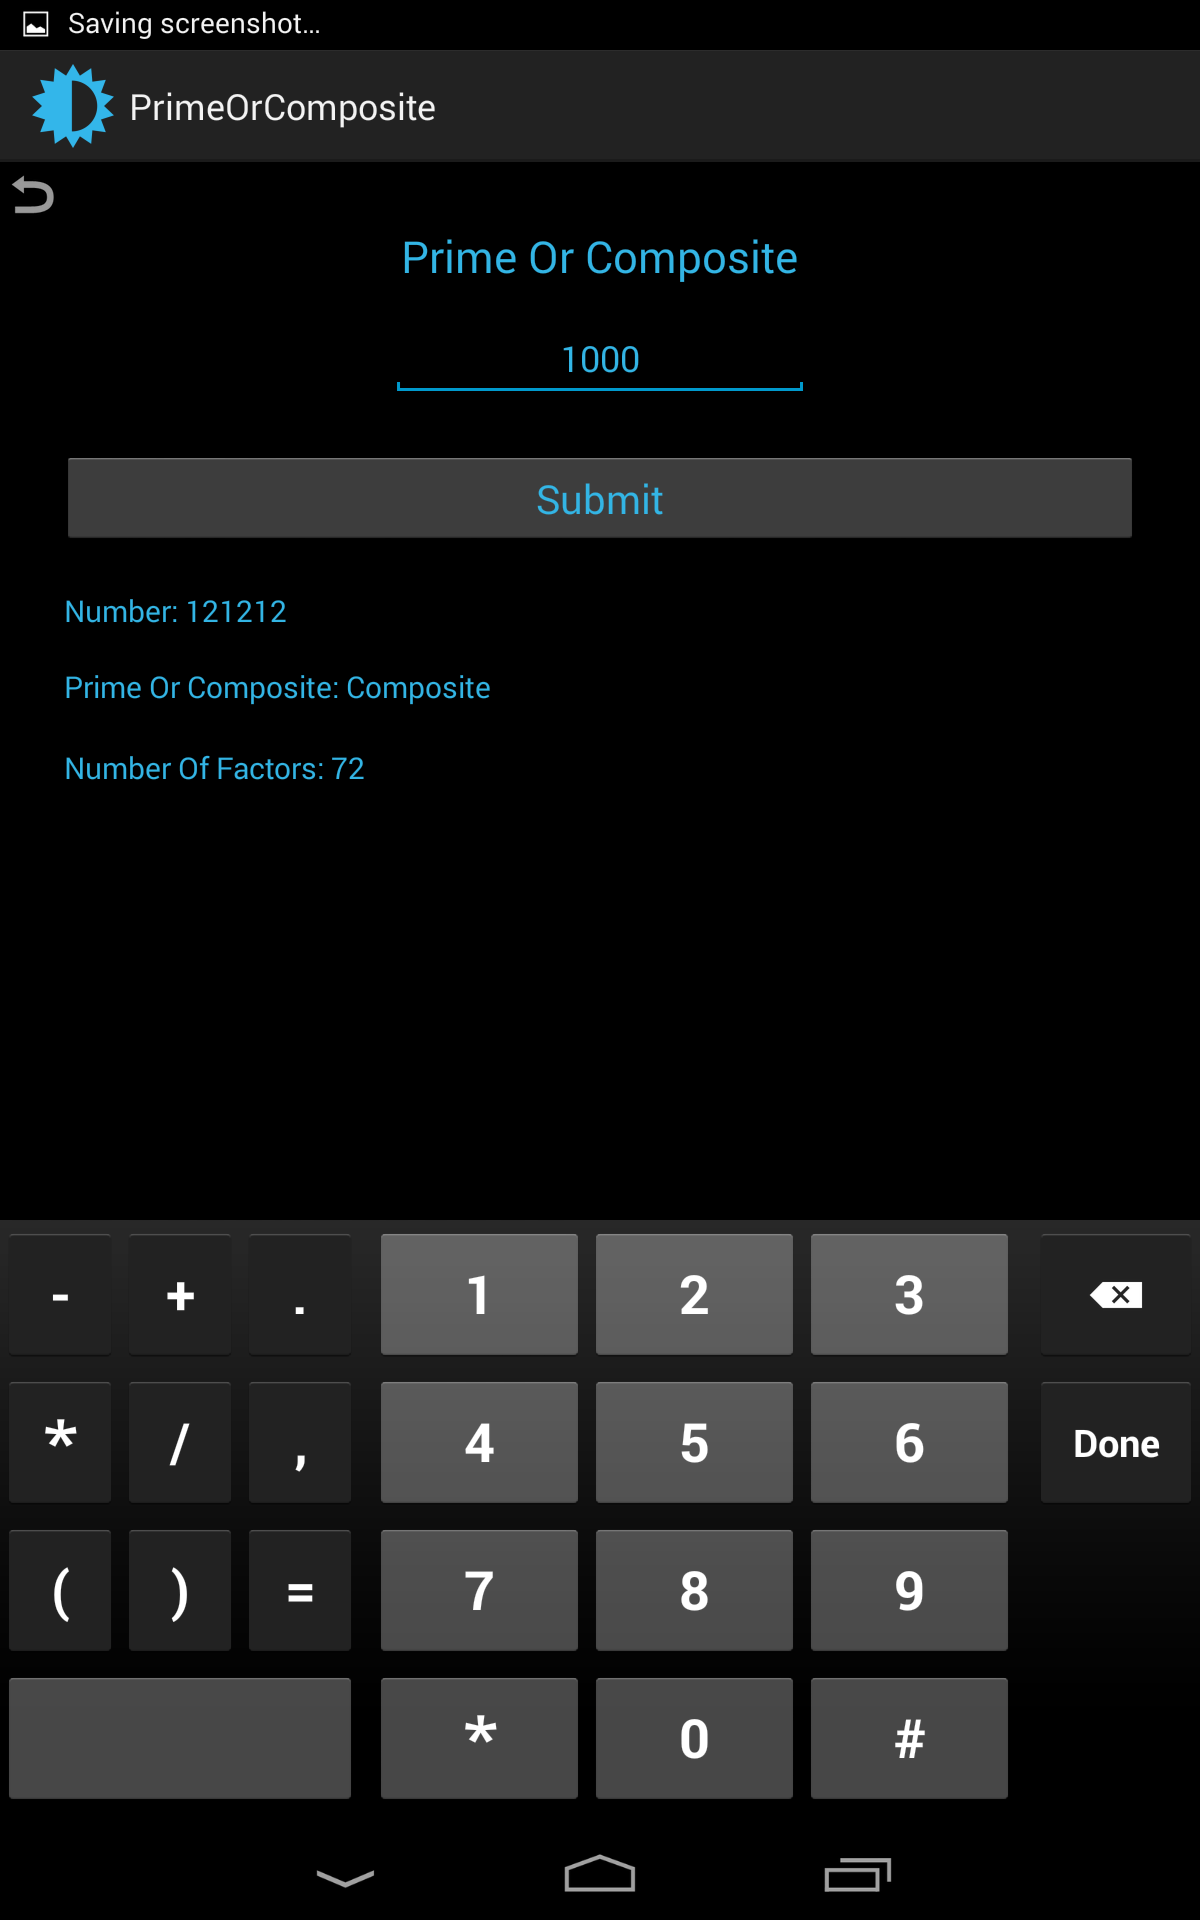 Saving screenshot...
PrimeOrComposite
Prime Or Composite
1000
Submit
Number: 121212
Prime Or Composite: Composite
Number Of Factors: 72
- + . 1 2 3
* / , 4 5 6 Done
( ) = 7 8 9
* 0 #